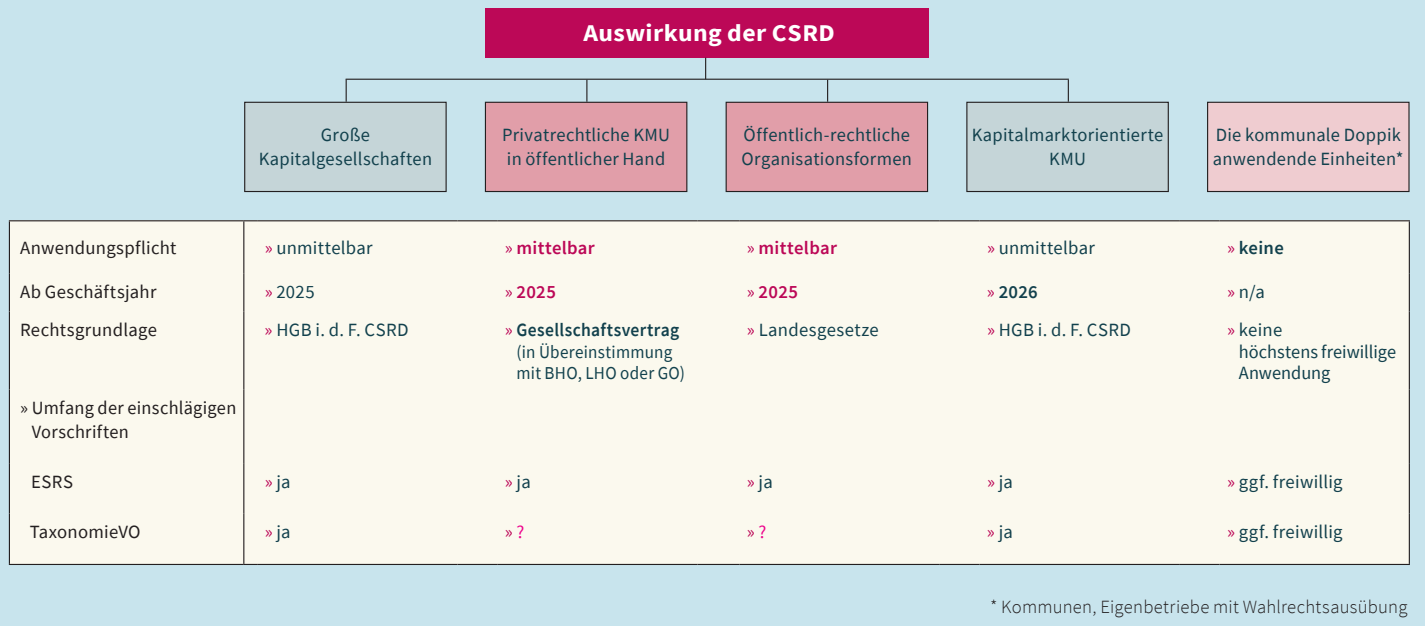 Auswirkung der CSRD
Große
Kapitalgesellschaften
Privatrechtliche KMU
in öffentlicher Hand
Öffentlich-rechtliche
Organisationsformen
Kapitalmarktorientierte
KMU
Die kommunale Doppik
anwendende Einheiten*
Anwendungspflicht
» unmittelbar
» mittelbar
» mittelbar
» unmittelbar
» keine
Ab Geschäftsjahr
» 2025
» 2025
» 2025
» 2026
» n/a
Rechtsgrundlage
» HGB i. d. F. CSRD
» Gesellschaftsvertrag
(in Übereinstimmung
mit BHO, LHO oder GO)
» Landesgesetze
» HGB i. d. F. CSRD
» keine
höchstens freiwillige
Anwendung
» Umfang der einschlägigen
Vorschriften
ESRS
» ja
» ja
» ja
» ja
» ggf. freiwillig
TaxonomieVO
» ja
» ?
» ?
» ja
» ggf. freiwillig
* Kommunen, Eigenbetriebe mit Wahlrechtsausübung